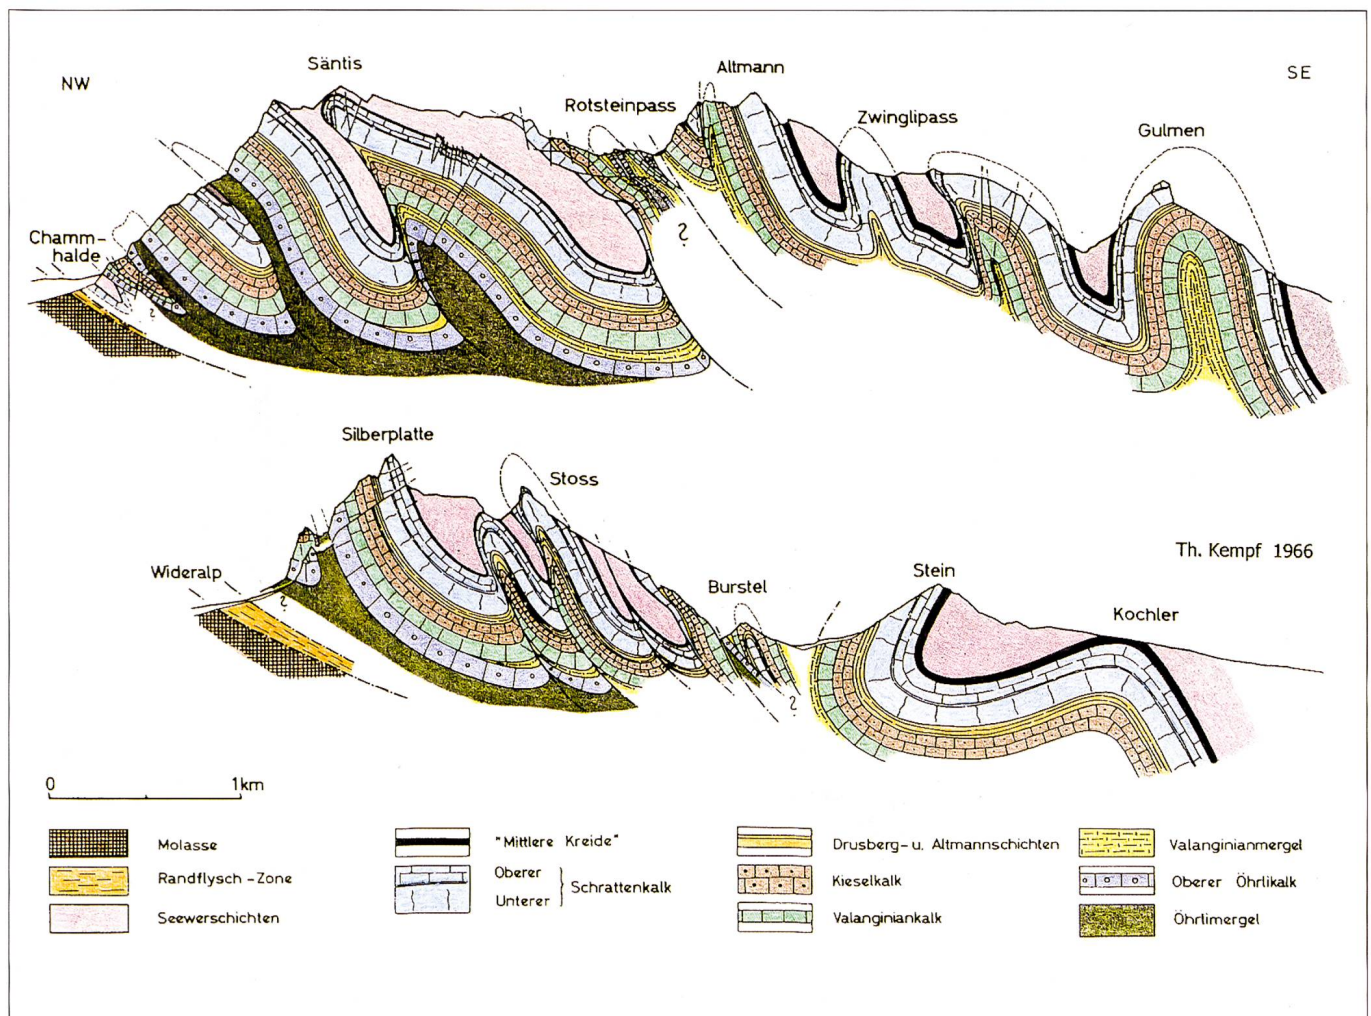 NW
Säntis
Altmann
SE
Rotsteinpass
Zwinglipass
Gulmen
Chamm-
halde
?
?
Silberplatte
Stoss
Th. Kempf 1966
Wideralp
Burstel
Stein
Kochler
?
?
0 1km
Molasse
Randflysch-Zone
Seewerschichten
"Mittlere Kreide"
Oberer
Unterer
Schrattenkalk
Drusberg- u. Altmannschichten
Kieselkalk
Valanginiankalk
Valanginianmergel
Oberer Öhrlikalk
Öhrlimergel